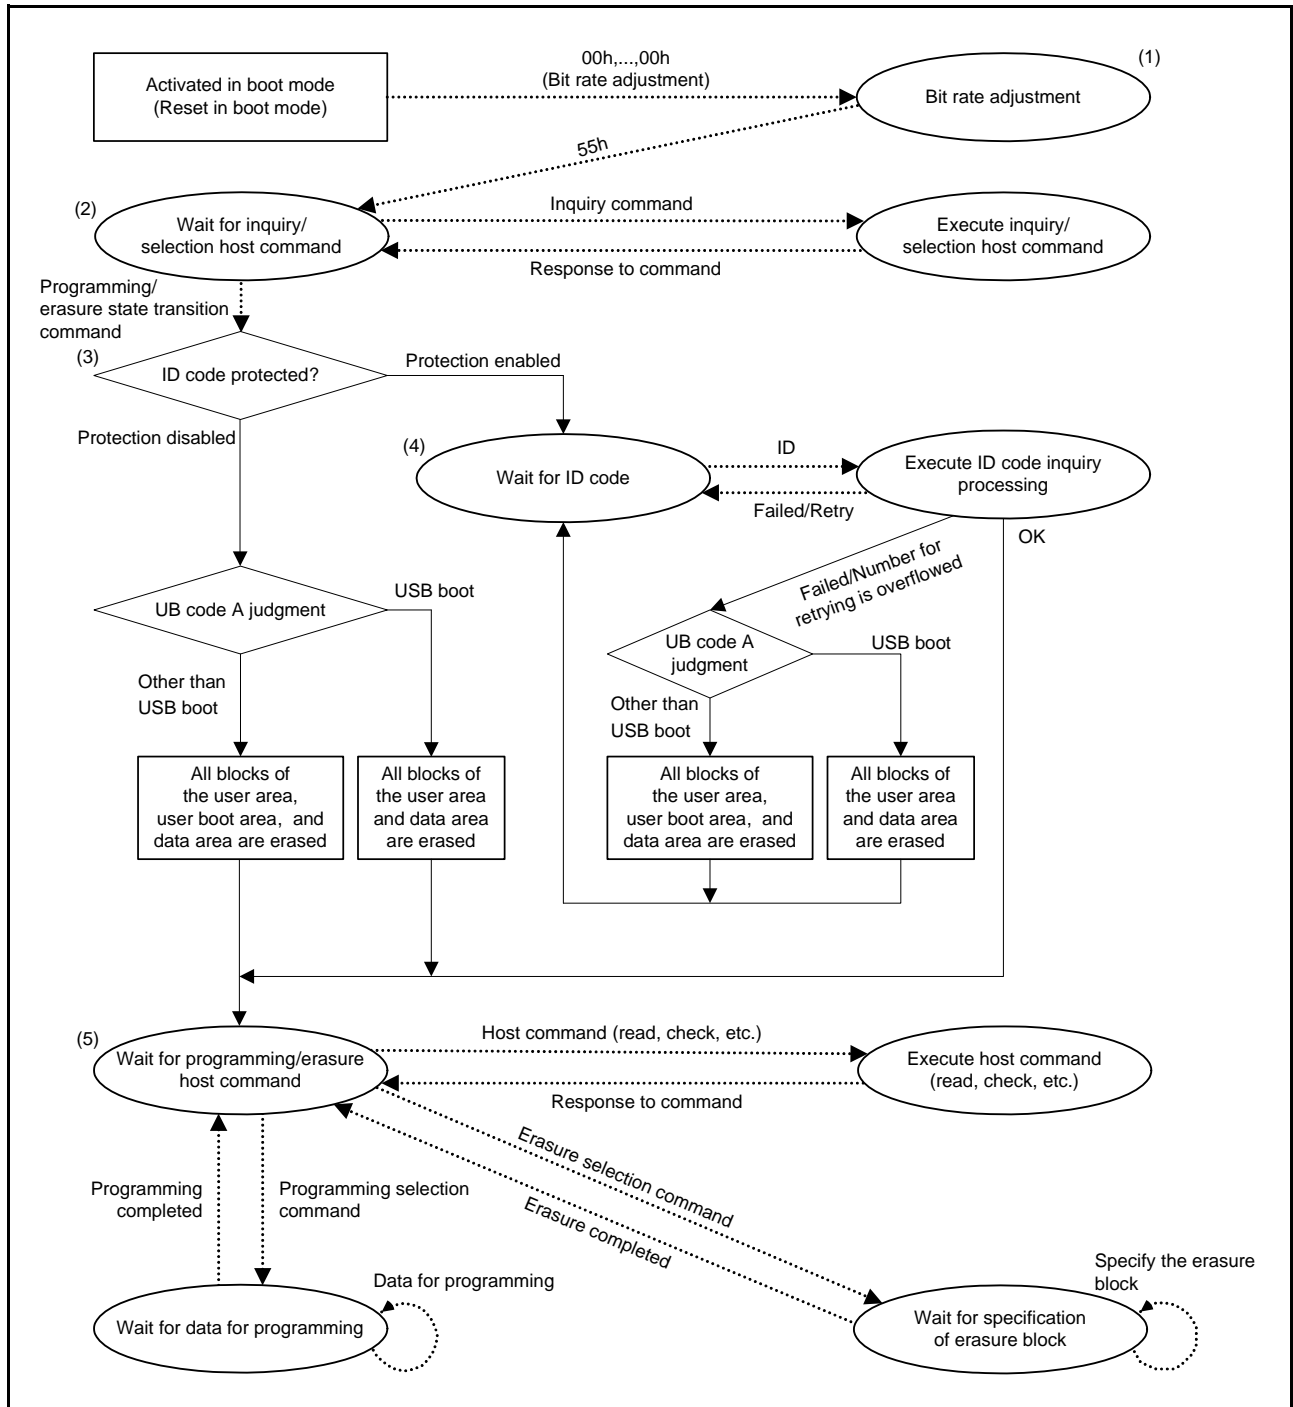 00h,...,00h
(Bit rate adjustment)
(1)
Activated in boot mode
(Reset in boot mode)
Bit rate adjustment
55h
(2)
Wait for inquiry/
selection host command
Inquiry command
Response to command
Execute inquiry/
selection host command
Programming/
erasure state transition
command
(3)
ID code protected?
Protection enabled
Protection disabled
(4)
Wait for ID code
ID
Failed/Retry
Execute ID code inquiry
processing
OK
Failed/Number for
retrying is overflowed
UB code A judgment
USB boot
Other than
USB boot
UB code A
judgment
USB boot
Other than
USB boot
All blocks of
the user area,
user boot area, and
data area are erased
All blocks of
the user area
and data area
are erased
All blocks of
the user area,
user boot area, and
data area are erased
All blocks of
the user area
and data area
are erased
(5)
Wait for programming/erasure
host command
Host command (read, check, etc.)
Response to command
Execute host command
(read, check, etc.)
Erasure selection command
Erasure completed
Programming
completed
Programming selection
command
Data for programming
Wait for data for programming
Specify the erasure
block
Wait for specification
of erasure block